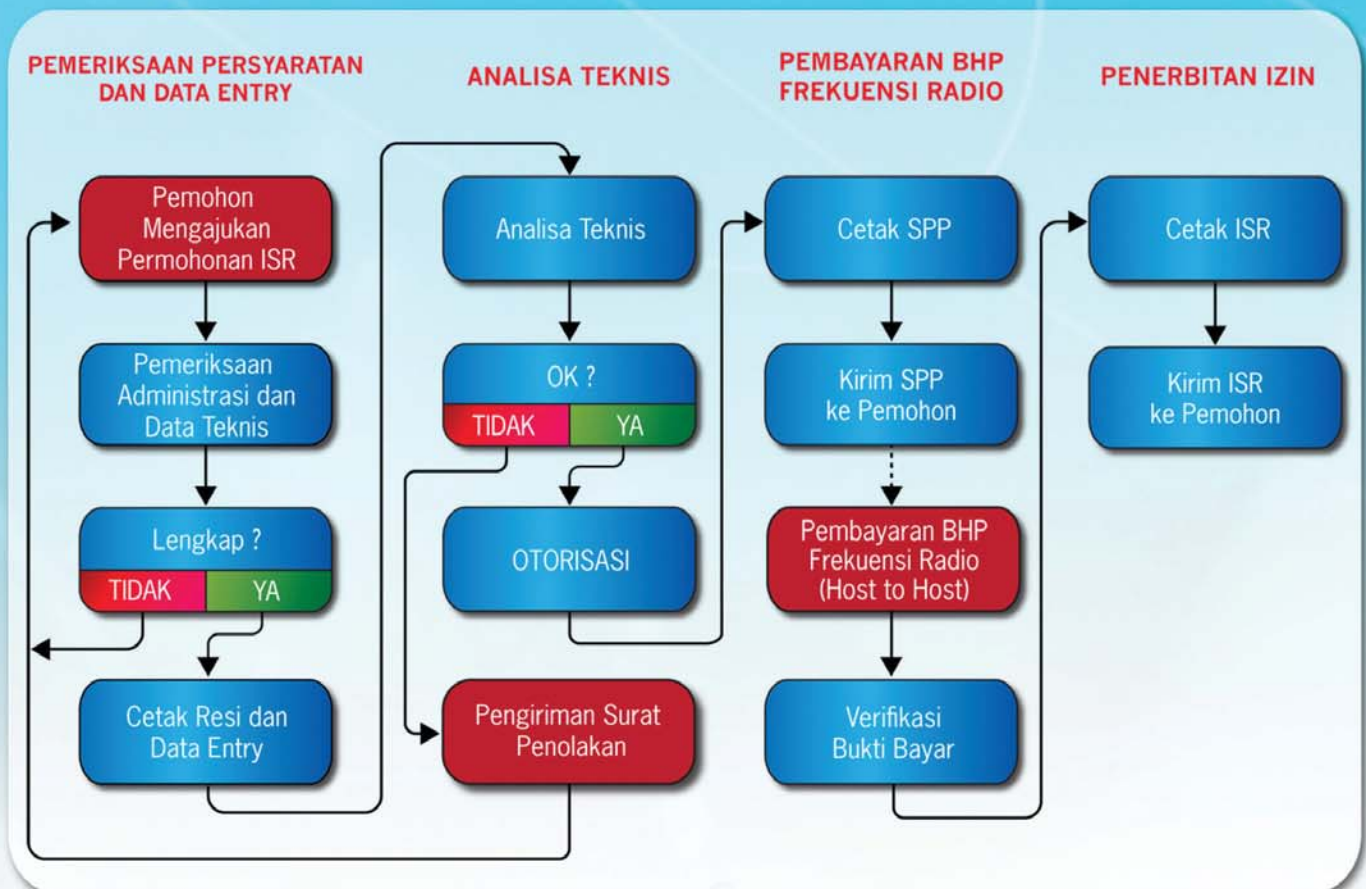 PEMERIKSAAN PERSYARATAN
DAN DATA ENTRY
Pemohon
Mengajukan
Permohonan ISR
Pemeriksaan
Administrasi dan
Data Teknis
Lengkap ?
TIDAK
YA
Cetak Resi dan
Data Entry
ANALISA TEKNIS
Analisa Teknis
OK ?
TIDAK
YA
OTORISASI
Pengiriman Surat
Penolakan
PEMBAYARAN BHP
FREKUENSI RADIO
Cetak SPP
Kirim SPP
ke Pemohon
Pembayaran BHP
Frekuensi Radio
(Host to Host)
Verifikasi
Bukti Bayar
PENERBITAN IZIN
Cetak ISR
Kirim ISR
ke Pemohon